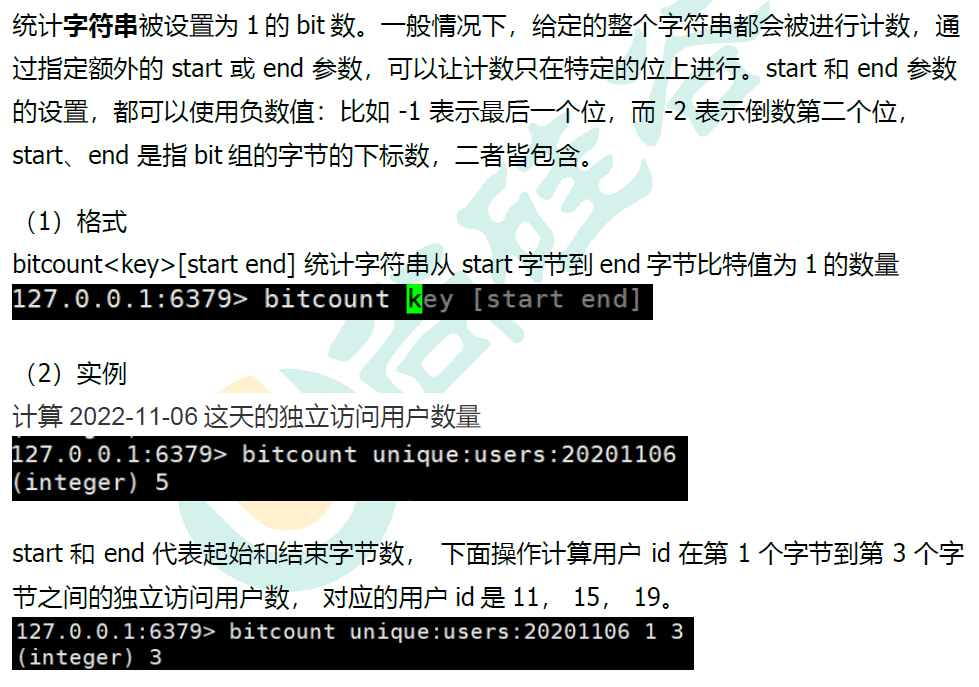 统计字符串被设置为 1 的 bit 数。一般情况下，给定的整个字符串都会被进行计数，通
过指定额外的 start 或 end 参数，可以让计数只在特定的位上进行。start 和 end 参数
的设置，都可以使用负数值：比如 -1 表示最后一个位，而 -2 表示倒数第二个位，
start、end 是指 bit 组的字节的下标数，二者皆包含。
（1）格式
bitcount<key>[start end] 统计字符串从 start 字节到 end 字节比特值为 1 的数量
127.0.0.1:6379> bitcount key [start end]
（2）实例
计算 2022-11-06 这天的独立访问用户数量
127.0.0.1:6379> bitcount unique:users:20201106
(integer) 5
start 和 end 代表起始和结束字节数， 下面操作计算用户 id 在第 1 个字节到第 3 个字
节之间的独立访问用户数， 对应的用户 id 是 11， 15， 19。
127.0.0.1:6379> bitcount unique:users:20201106 1 3
(integer) 3
尚硅谷